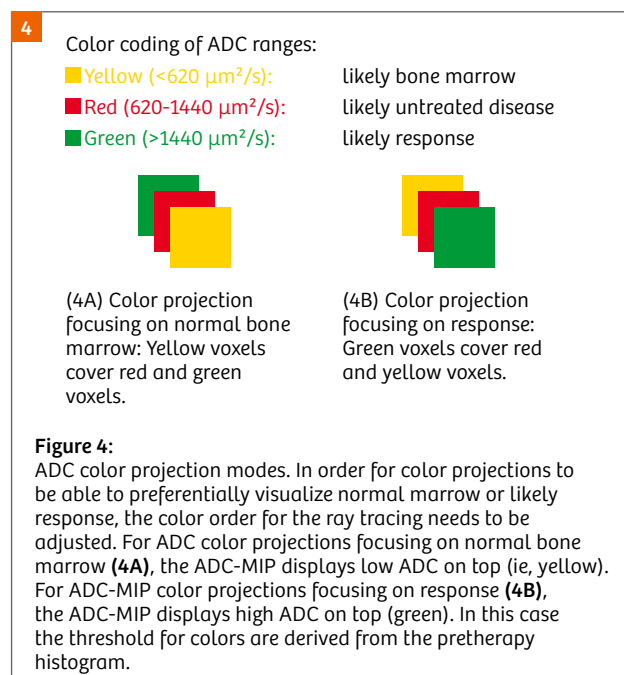 4
Color coding of ADC ranges:
Yellow (<620 µm²/s): likely bone marrow
Red (620-1440 µm²/s): likely untreated disease
Green (>1440 µm²/s): likely response
(4A) Color projection
focusing on normal bone
marrow: Yellow voxels
cover red and green
voxels.
(4B) Color projection
focusing on response:
Green voxels cover red
and yellow voxels.
Figure 4:
ADC color projection modes. In order for color projections to
be able to preferentially visualize normal marrow or likely
response, the color order for the ray tracing needs to be
adjusted. For ADC color projections focusing on normal bone
marrow (4A), the ADC-MIP displays low ADC on top (ie, yellow).
For ADC-MIP color projections focusing on response (4B),
the ADC-MIP displays high ADC on top (green). In this case
the threshold for colors are derived from the pretherapy
histogram.